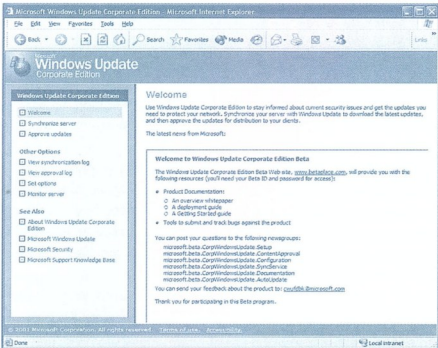 Microsoft Windows Update Corporate Edition - Microsoft Internet Explorer
File Edit View Favorites Tools Help
Back Search Favorites Media Links
Microsoft
Windows Update
Corporate Edition
Windows Update Corporate Edition
Welcome
Synchronize server
Approve updates
Other Options
View synchronization log
View approval log
Set options
Monitor server
See Also
About Windows Update Corporate
Edition
Microsoft Windows Update
Microsoft Security
Microsoft Support Knowledge Base
Welcome
Use Windows Update Corporate Edition to stay informed about current security issues and get the updates you
need to protect your network. Synchronize your server with Windows Update to download the latest updates,
and then approve the updates for distribution to your clients.
The latest news from Microsoft:
Welcome to Windows Update Corporate Edition Beta
The Windows Update Corporate Edition Beta Web site, www.betaplace.com, will provide you with the
following resources (you'll need your Beta ID and password for access):
Product Documentation:
An overview whitepaper
A deployment guide
A Getting Started guide
Tools to submit and track bugs against the product
You can post your questions to the following newsgroups:
microsoft.beta.CorpWindowsUpdate.Setup
microsoft.beta.CorpWindowsUpdate.ContentApproval
microsoft.beta.CorpWindowsUpdate.Configuration
microsoft.beta.CorpWindowsUpdate.SyncService
microsoft.beta.CorpWindowsUpdate.Documentation
microsoft.beta.CorpWindowsUpdate.AutoUpdate
You can send your feedback about the product to:
Thank you for participating in the Beta program.
Microsoft Corporation. All rights reserved. Terms of use. Accessibility.
Done Local intranet